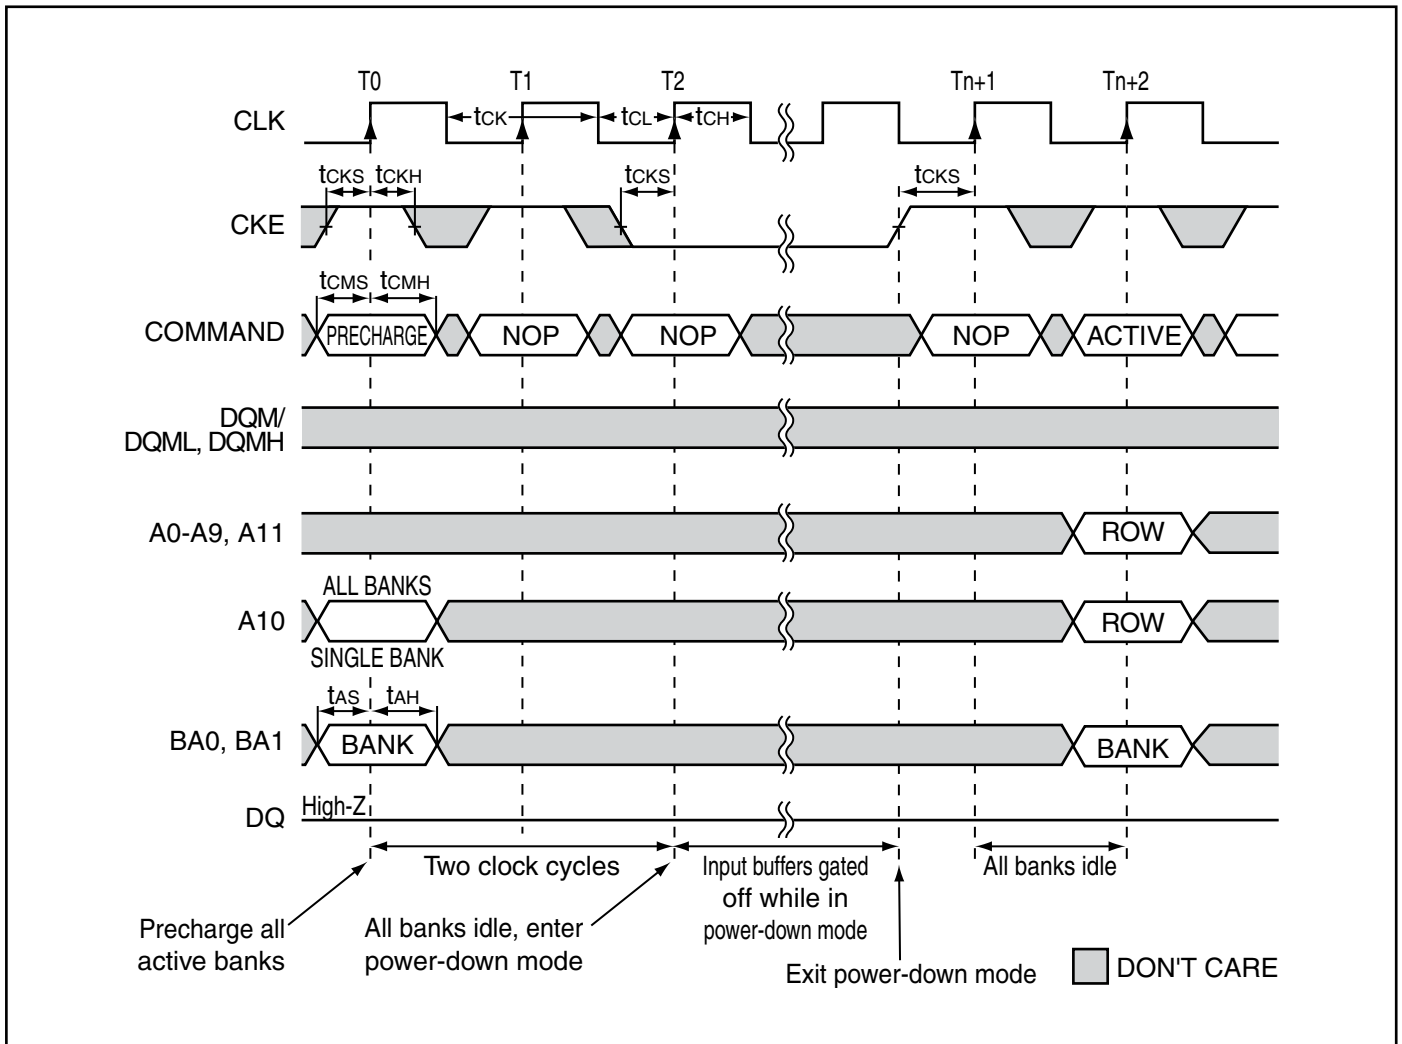 T0 T1 T2 Tn+1 Tn+2
CLK tCK tCL tCH
tCKS tCKH tCKS tCKS
CKE
tCMS tCMH
COMMAND PRECHARGE NOP NOP NOP ACTIVE
DQM/
DQML, DQMH
A0-A9, A11 ROW
ALL BANKS
A10 ROW
SINGLE BANK
tAS tAH
BA0, BA1 BANK BANK
DQ High-Z
Two clock cycles
Input buffers gated
off while in
power-down mode
All banks idle
Precharge all
active banks
All banks idle, enter
power-down mode
Exit power-down mode
DON'T CARE